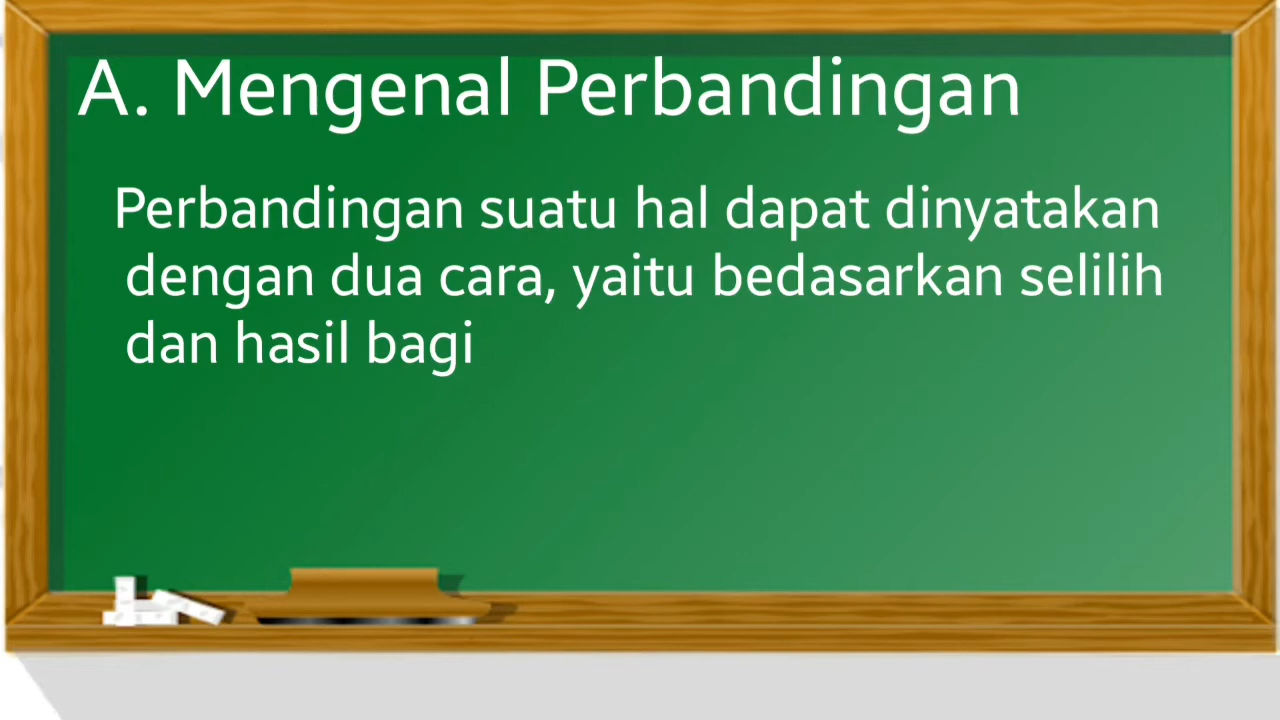 A. Mengenal Perbandingan
Perbandingan suatu hal dapat dinyatakan
dengan dua cara, yaitu bedasarkan selilih
dan hasil bagi